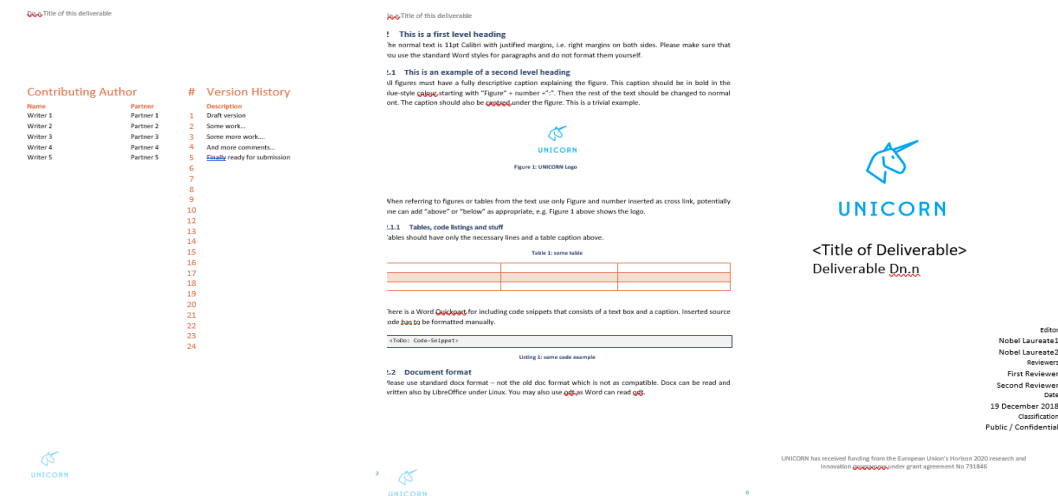 Dn.n Title of this deliverable
Contributing Author
Name Partner
Writer 1 Partner 1
Writer 2 Partner 2
Writer 3 Partner 3
Writer 4 Partner 4
Writer 5 Partner 5
# Version History
Description
1 Draft version
2 Some work...
3 Some more work....
4 And more comments...
5 Finally ready for submission
6
7
8
9
10
12
13
14
15
16
17
18
19
20
21
22
23
24
UNICORN
2
Title of this deliverable
This is a first level heading
The normal text is 11pt Calibri with justified margins, i.e. right margins on both sides. Please make sure that
you use the standard Word styles for paragraphs and do not format them yourself.
2.1 This is an example of a second level heading
All figures must have a fully descriptive caption explaining the figure. This caption should be in bold in the
blue-style colour starting with "Figure" + number +":". Then the rest of the text should be changed to normal
font. The caption should also be centred under the figure. This is a trivial example.
UNICORN
Figure 1: UNICORN Logo
When referring to figures or tables from the text use only Figure and number inserted as cross link, potentially
one can add "above" or "below" as appropriate, e.g. Figure 1 above shows the logo.
2.1.1 Tables, code listings and stuff
Tables should have only the necessary lines and a table caption above.
Table 1: some table
There is a Word Quickpart for including code snippets that consists of a text box and a caption. Inserted source
code has to be formatted manually.
<ToDo: Code-Snippet>
Listing 1: some code example
2.2 Document format
Please use standard docx format – not the old doc format which is not as compatible. Docx can be read and
written also by LibreOffice under Linux. You may also use odt as Word can read odt.
UNICORN
6
UNICORN
<Title of Deliverable>
Deliverable Dn.n
Editor
Nobel Laureate1
Nobel Laureate2
Reviewers
First Reviewer
Second Reviewer
Date
19 December 2018
Classification
Public / Confidential
UNICORN has received funding from the European Union's Horizon 2020 research and
innovation programme under grant agreement No 731846